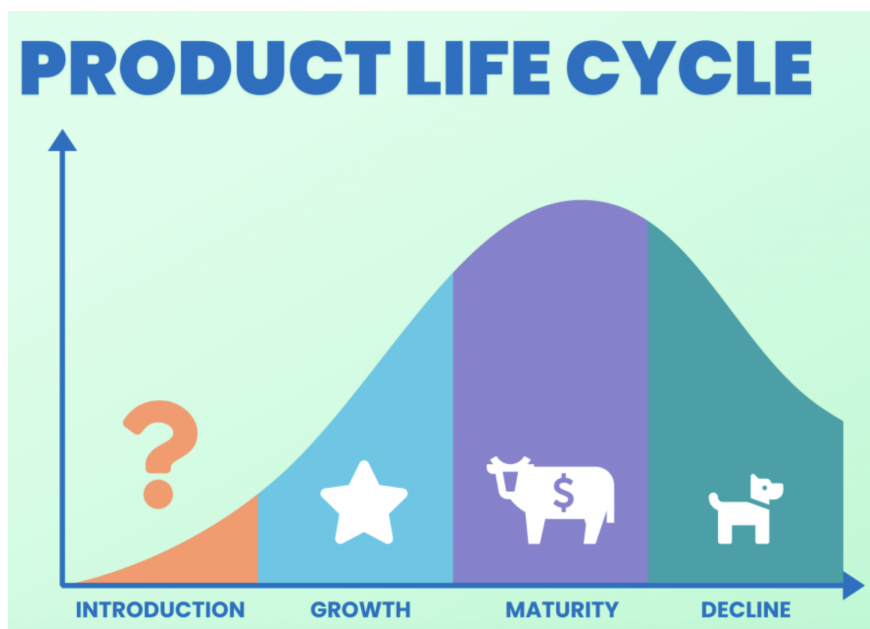 PRODUCT LIFE CYCLE
?
$
INTRODUCTION GROWTH MATURITY DECLINE